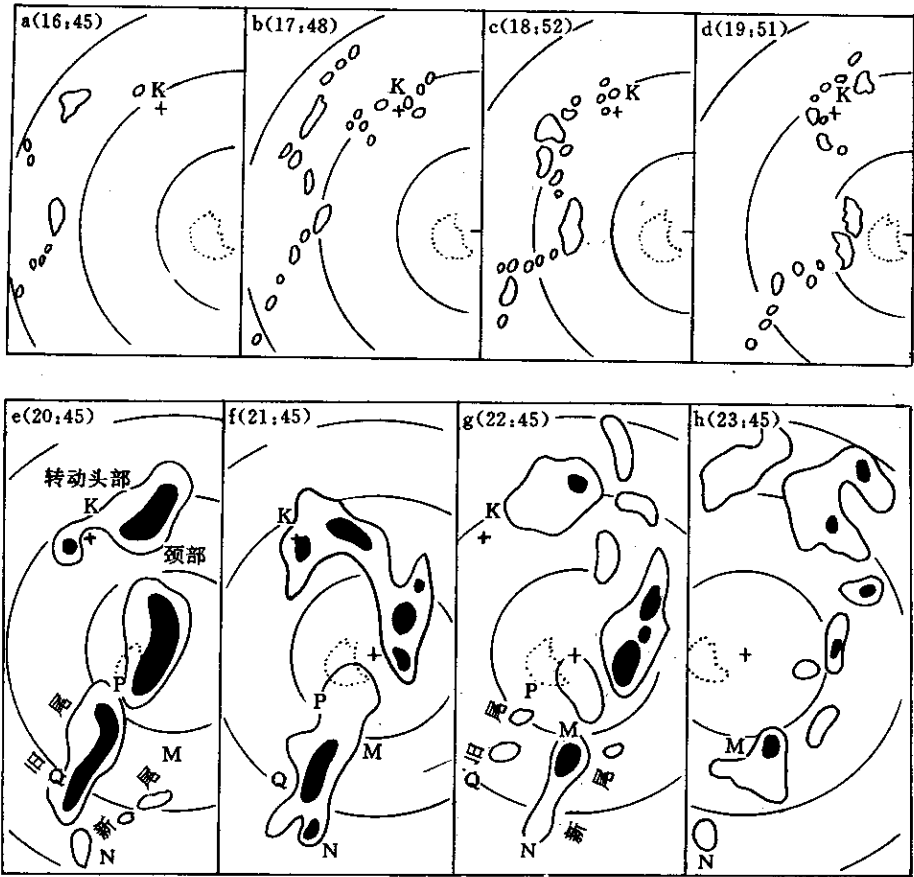 a(16:45)
K
b(17:48)
K
c(18:52)
K
d(19:51)
K
e(20:45)
转动头部
K
颈部
P
旧尾
Q
M
新尾
N
f(21:45)
K
P
M
Q
N
g(22:45)
K
P
旧尾
M
Q
新尾
N
h(23:45)
M
N